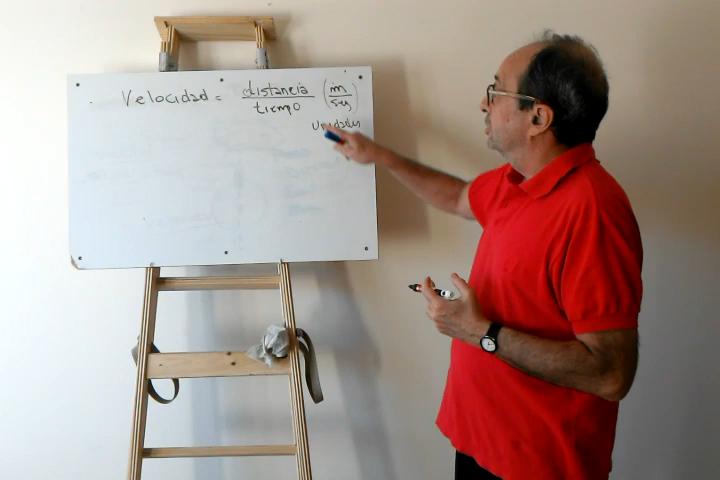 Velocidad = distancia / tiempo (m / seg)
Unidades